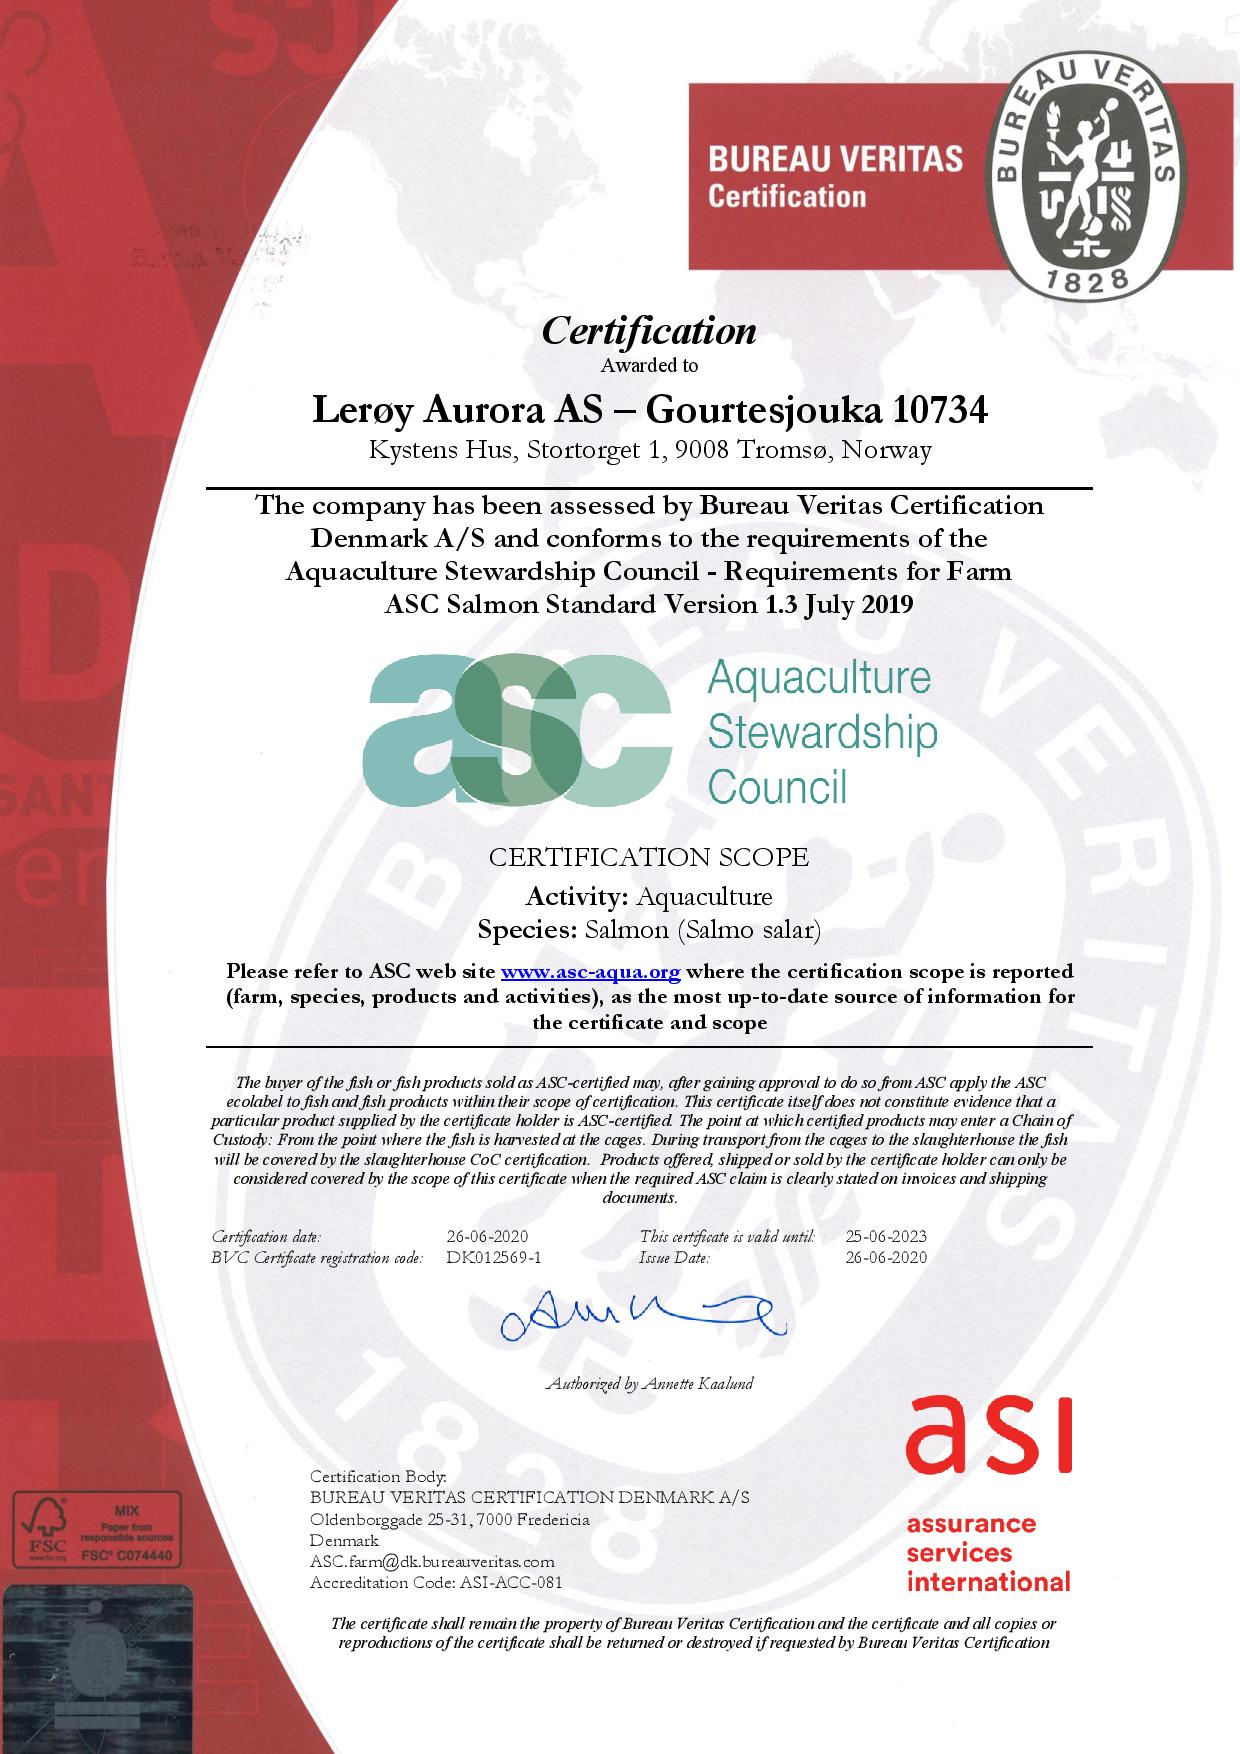 BUREAU VERITAS
Certification
BUREAU VERITAS
1828
Certification
Awarded to
Lerøy Aurora AS – Gourtesjouka 10734
Kystens Hus, Stortorget 1, 9008 Tromsø, Norway
The company has been assessed by Bureau Veritas Certification
Denmark A/S and conforms to the requirements of the
Aquaculture Stewardship Council - Requirements for Farm
ASC Salmon Standard Version 1.3 July 2019
asc
Aquaculture
Stewardship
Council
CERTIFICATION SCOPE
Activity: Aquaculture
Species: Salmon (Salmo salar)
Please refer to ASC web site www.asc-aqua.org where the certification scope is reported
(farm, species, products and activities), as the most up-to-date source of information for
the certificate and scope
The buyer of the fish or fish products sold as ASC-certified may, after gaining approval to do so from ASC apply the ASC
ecolabel to fish and fish products within their scope of certification. This certificate itself does not constitute evidence that a
particular product supplied by the certificate holder is ASC-certified. The point at which certified products may enter a Chain of
Custody: From the point where the fish is harvested at the cages. During transport from the cages to the slaughterhouse the fish
will be covered by the slaughterhouse CoC certification. Products offered, shipped or sold by the certificate holder can only be
considered covered by the scope of this certificate when the required ASC claim is clearly stated on invoices and shipping
documents.
Certification date: 26-06-2020 This certificate is valid until: 25-06-2023
BVC Certificate registration code: DK012569-1 Issue Date: 26-06-2020
Authorized by Annette Kaalund
asi
assurance
services
international
Certification Body:
BUREAU VERITAS CERTIFICATION DENMARK A/S
Oldenborggade 25-31, 7000 Fredericia
Denmark
ASC.farm@dk.bureauveritas.com
Accreditation Code: ASI-ACC-081
MIX
Paper from
responsible sources
FSC
www.fsc.org
FSC® C074440
The certificate shall remain the property of Bureau Veritas Certification and the certificate and all copies or
reproductions of the certificate shall be returned or destroyed if requested by Bureau Veritas Certification